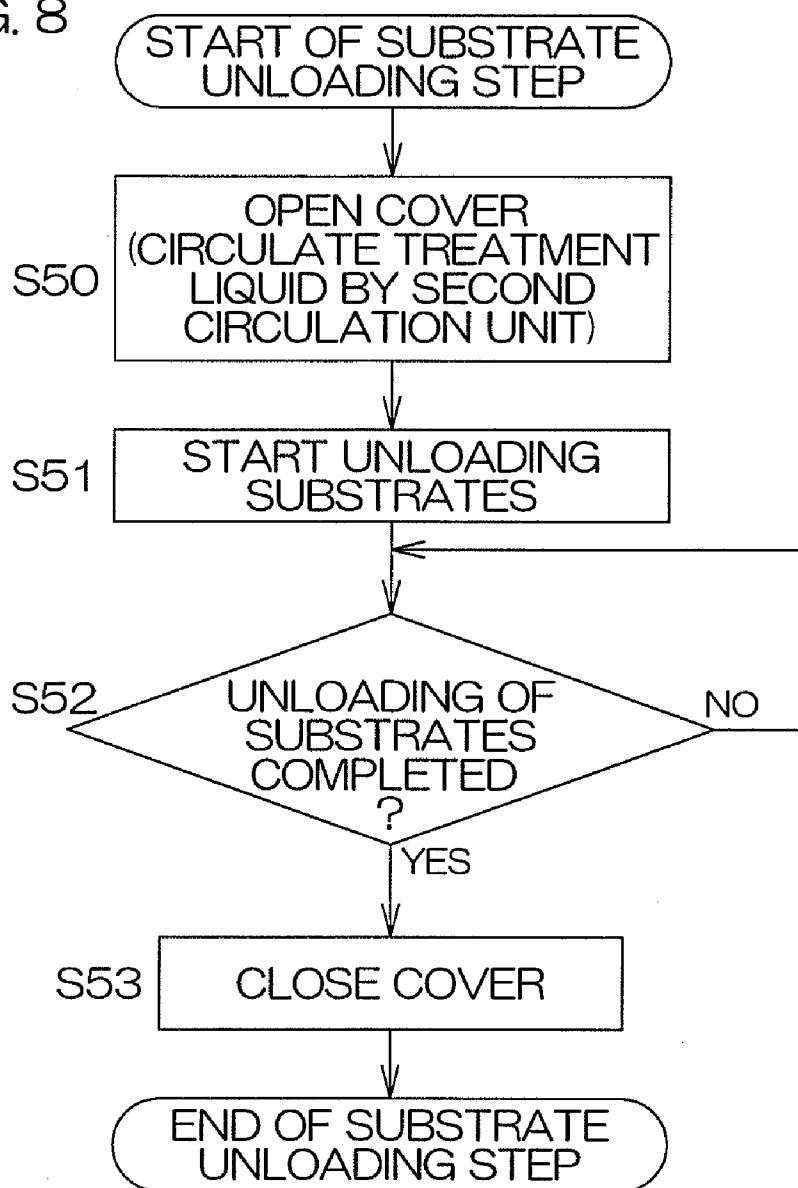 G. 8
START OF SUBSTRATE
UNLOADING STEP
S50
OPEN COVER
(CIRCULATE TREATMENT
LIQUID BY SECOND
CIRCULATION UNIT)
S51
START UNLOADING
SUBSTRATES
S52
UNLOADING OF
SUBSTRATES
COMPLETED
?
NO
YES
S53
CLOSE COVER
END OF SUBSTRATE
UNLOADING STEP